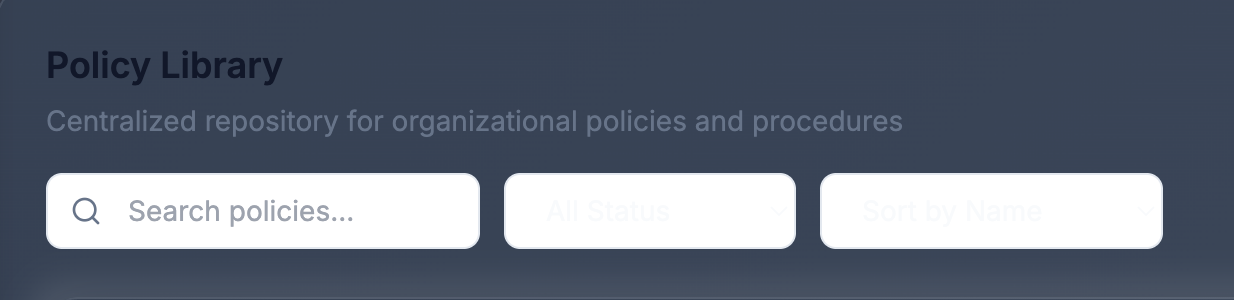 Policy Library
Centralized repository for organizational policies and procedures
Search policies...
All Status
Sort by Name